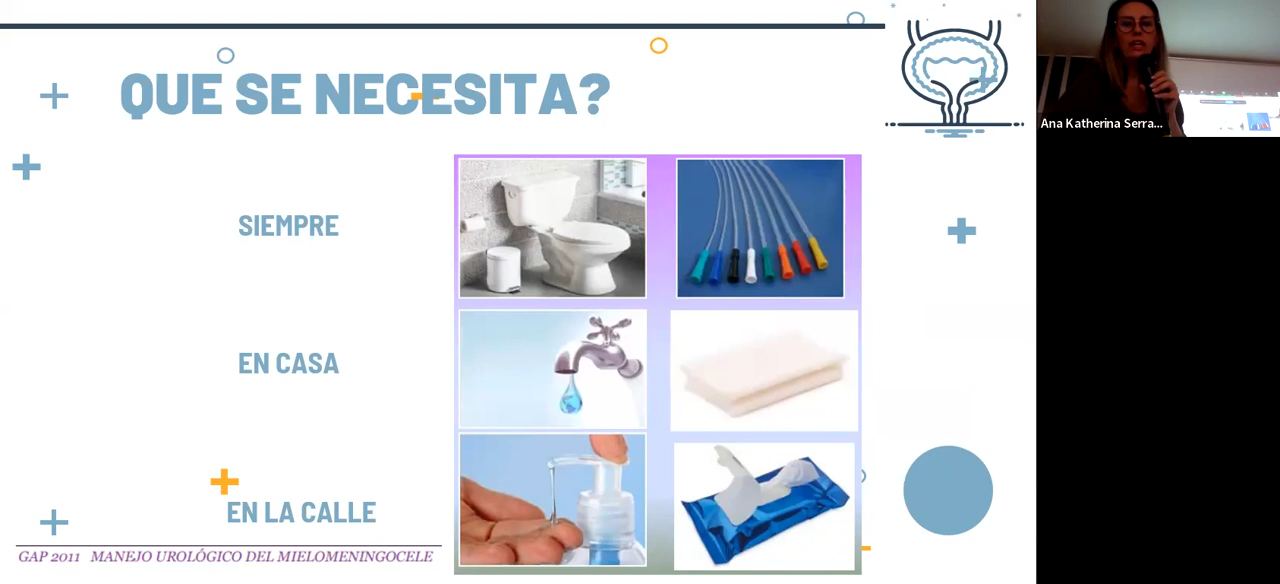 QUE SE NECESITA?
Ana Katherina Serra...
SIEMPRE
EN CASA
EN LA CALLE
GAP 2011 MANEJO UROLÓGICO DEL MIELOMENINGOCELE